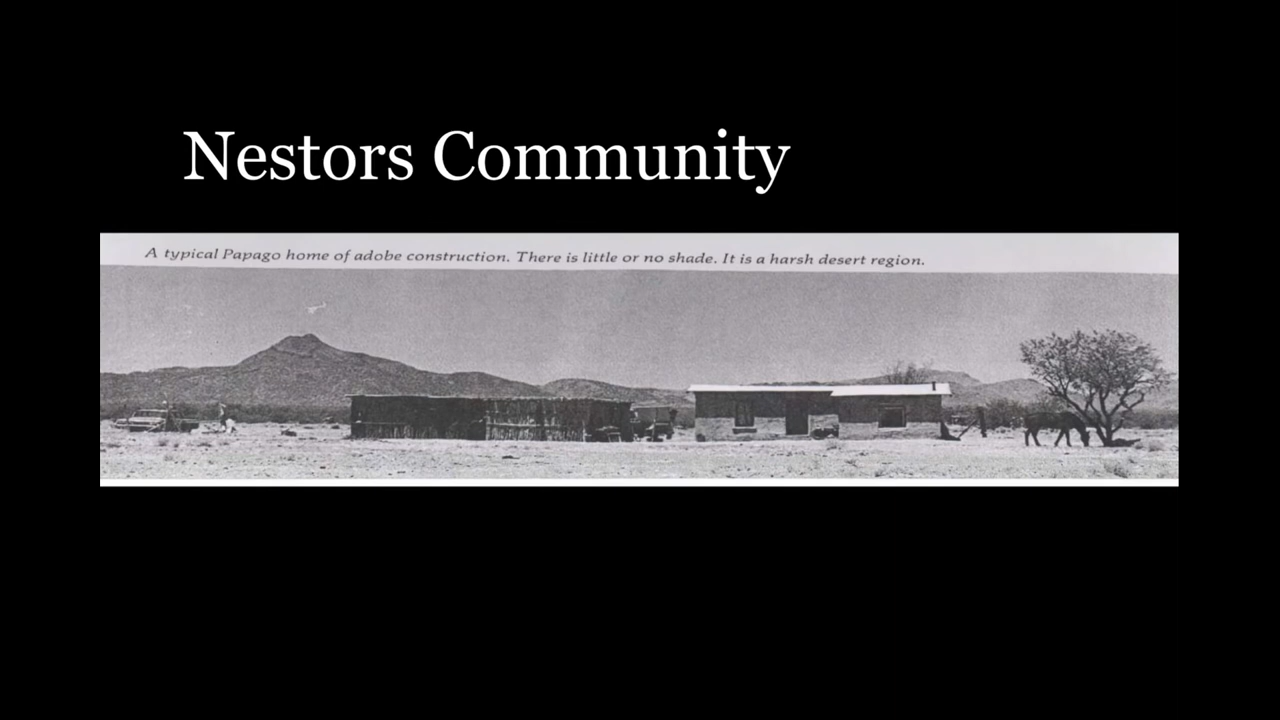 Nestors Community
A typical Papago home of adobe construction. There is little or no shade. It is a harsh desert region.